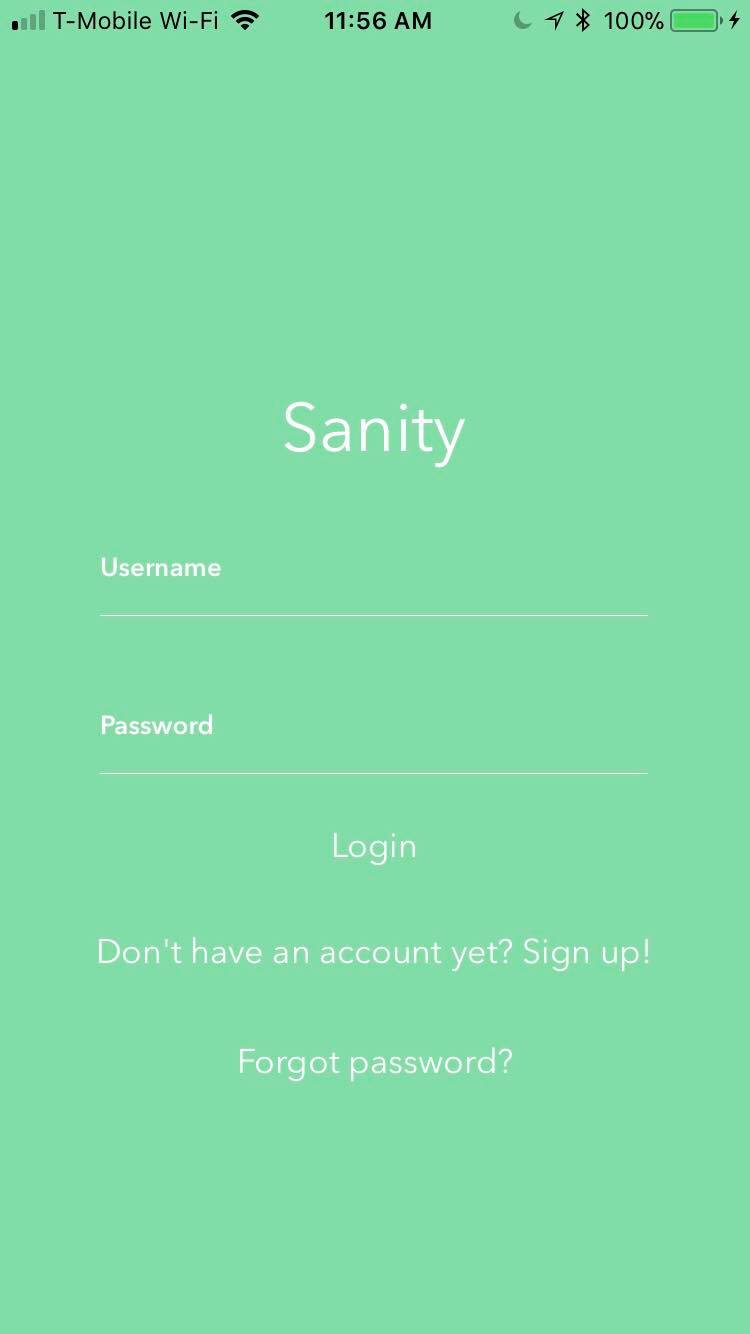 T-Mobile Wi-Fi 11:56 AM 100%
Sanity
Username
Password
Login
Don't have an account yet? Sign up!
Forgot password?